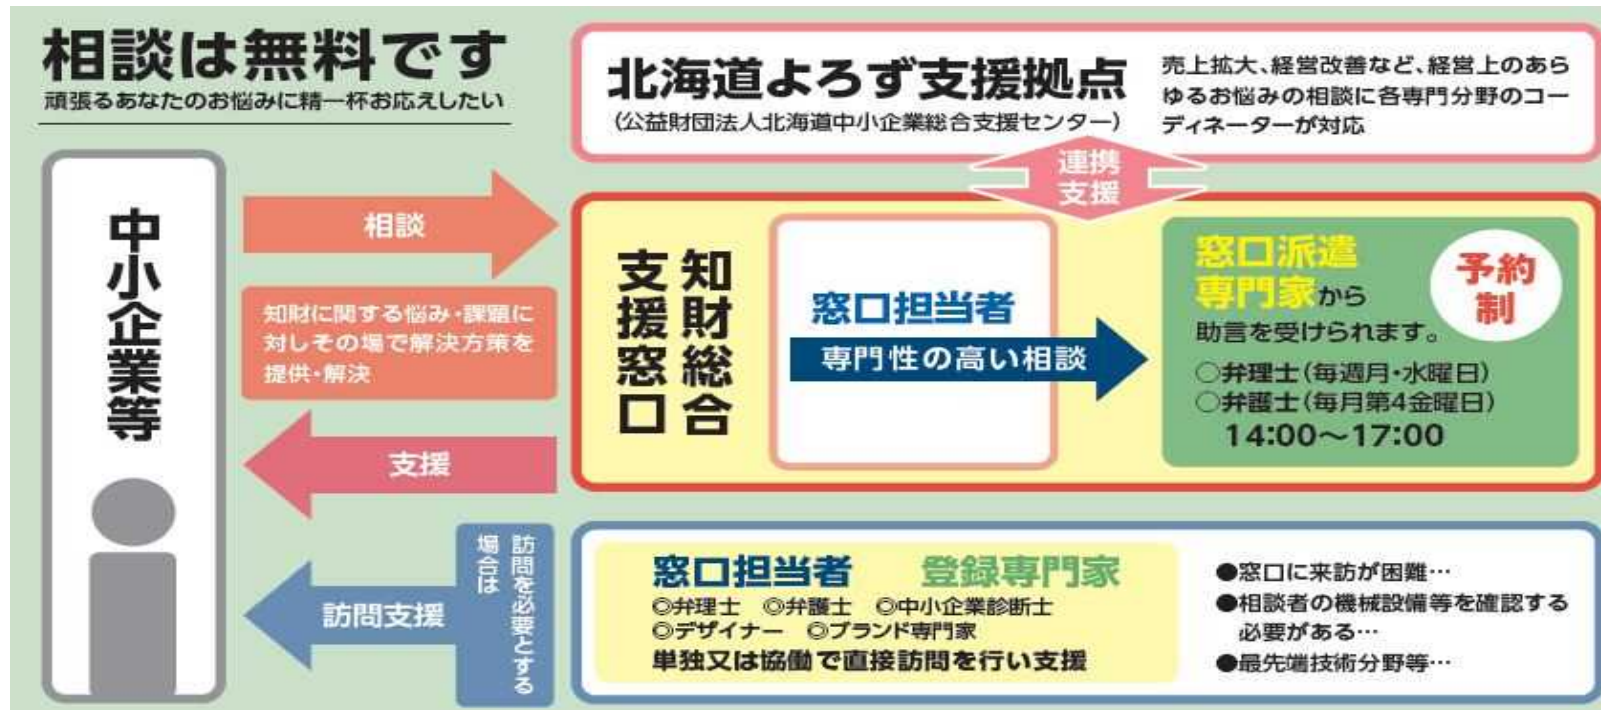 相談は無料です
頑張るあなたのお悩みに精一杯お応えしたい
北海道よろず支援拠点
（公益財団法人北海道中小企業総合支援センター）
売上拡大、経営改善など、経営上のあら
ゆるお悩みの相談に各専門分野のコー
ディネーターが対応
連携
支援
中小企業等
相談
知財に関する悩み・課題に
対しその場で解決方策を
提供・解決
支援
知財総合
支援窓口
窓口担当者
専門性の高い相談
窓口派遣
専門家から
助言を受けられます。
予約
制
○弁理士（毎週月・水曜日）
○弁護士（毎月第4金曜日）
14:00〜17:00
訪問を必要とする
場合は
訪問支援
窓口担当者 登録専門家
◎弁理士 ◎弁護士 ◎中小企業診断士
◎デザイナー ◎ブランド専門家
単独又は協働で直接訪問を行い支援
●窓口に来訪が困難…
●相談者の機械設備等を確認する
必要がある…
●最先端技術分野等…